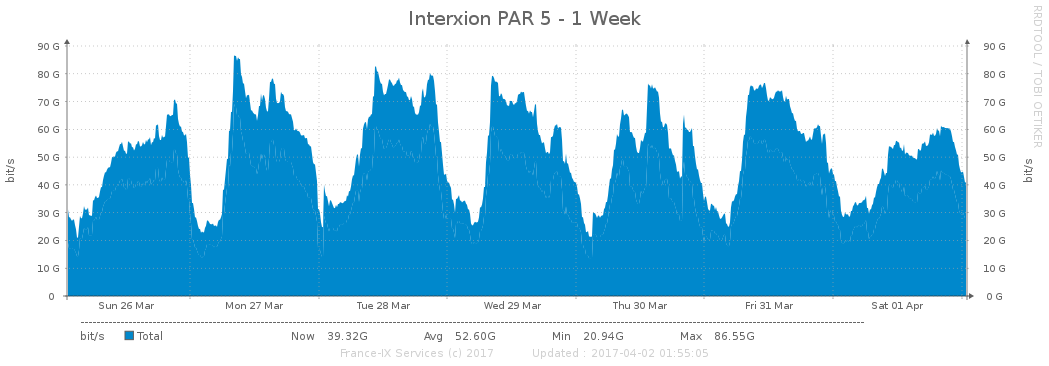 Interxion PAR 5 - 1 Week
RRDTOOL / TOBI OETIKER
90 G 90 G
80 G 80 G
70 G 70 G
60 G 60 G
50 G 50 G
40 G 40 G
30 G 30 G
20 G 20 G
10 G 10 G
0 0 G
bit/s bit/s
Sun 26 Mar Mon 27 Mar Tue 28 Mar Wed 29 Mar Thu 30 Mar Fri 31 Mar Sat 01 Apr
bit/s Total Now 39.32G Avg 52.60G Min 20.94G Max 86.55G
France-IX Services (c) 2017 Updated : 2017-04-02 01:55:05